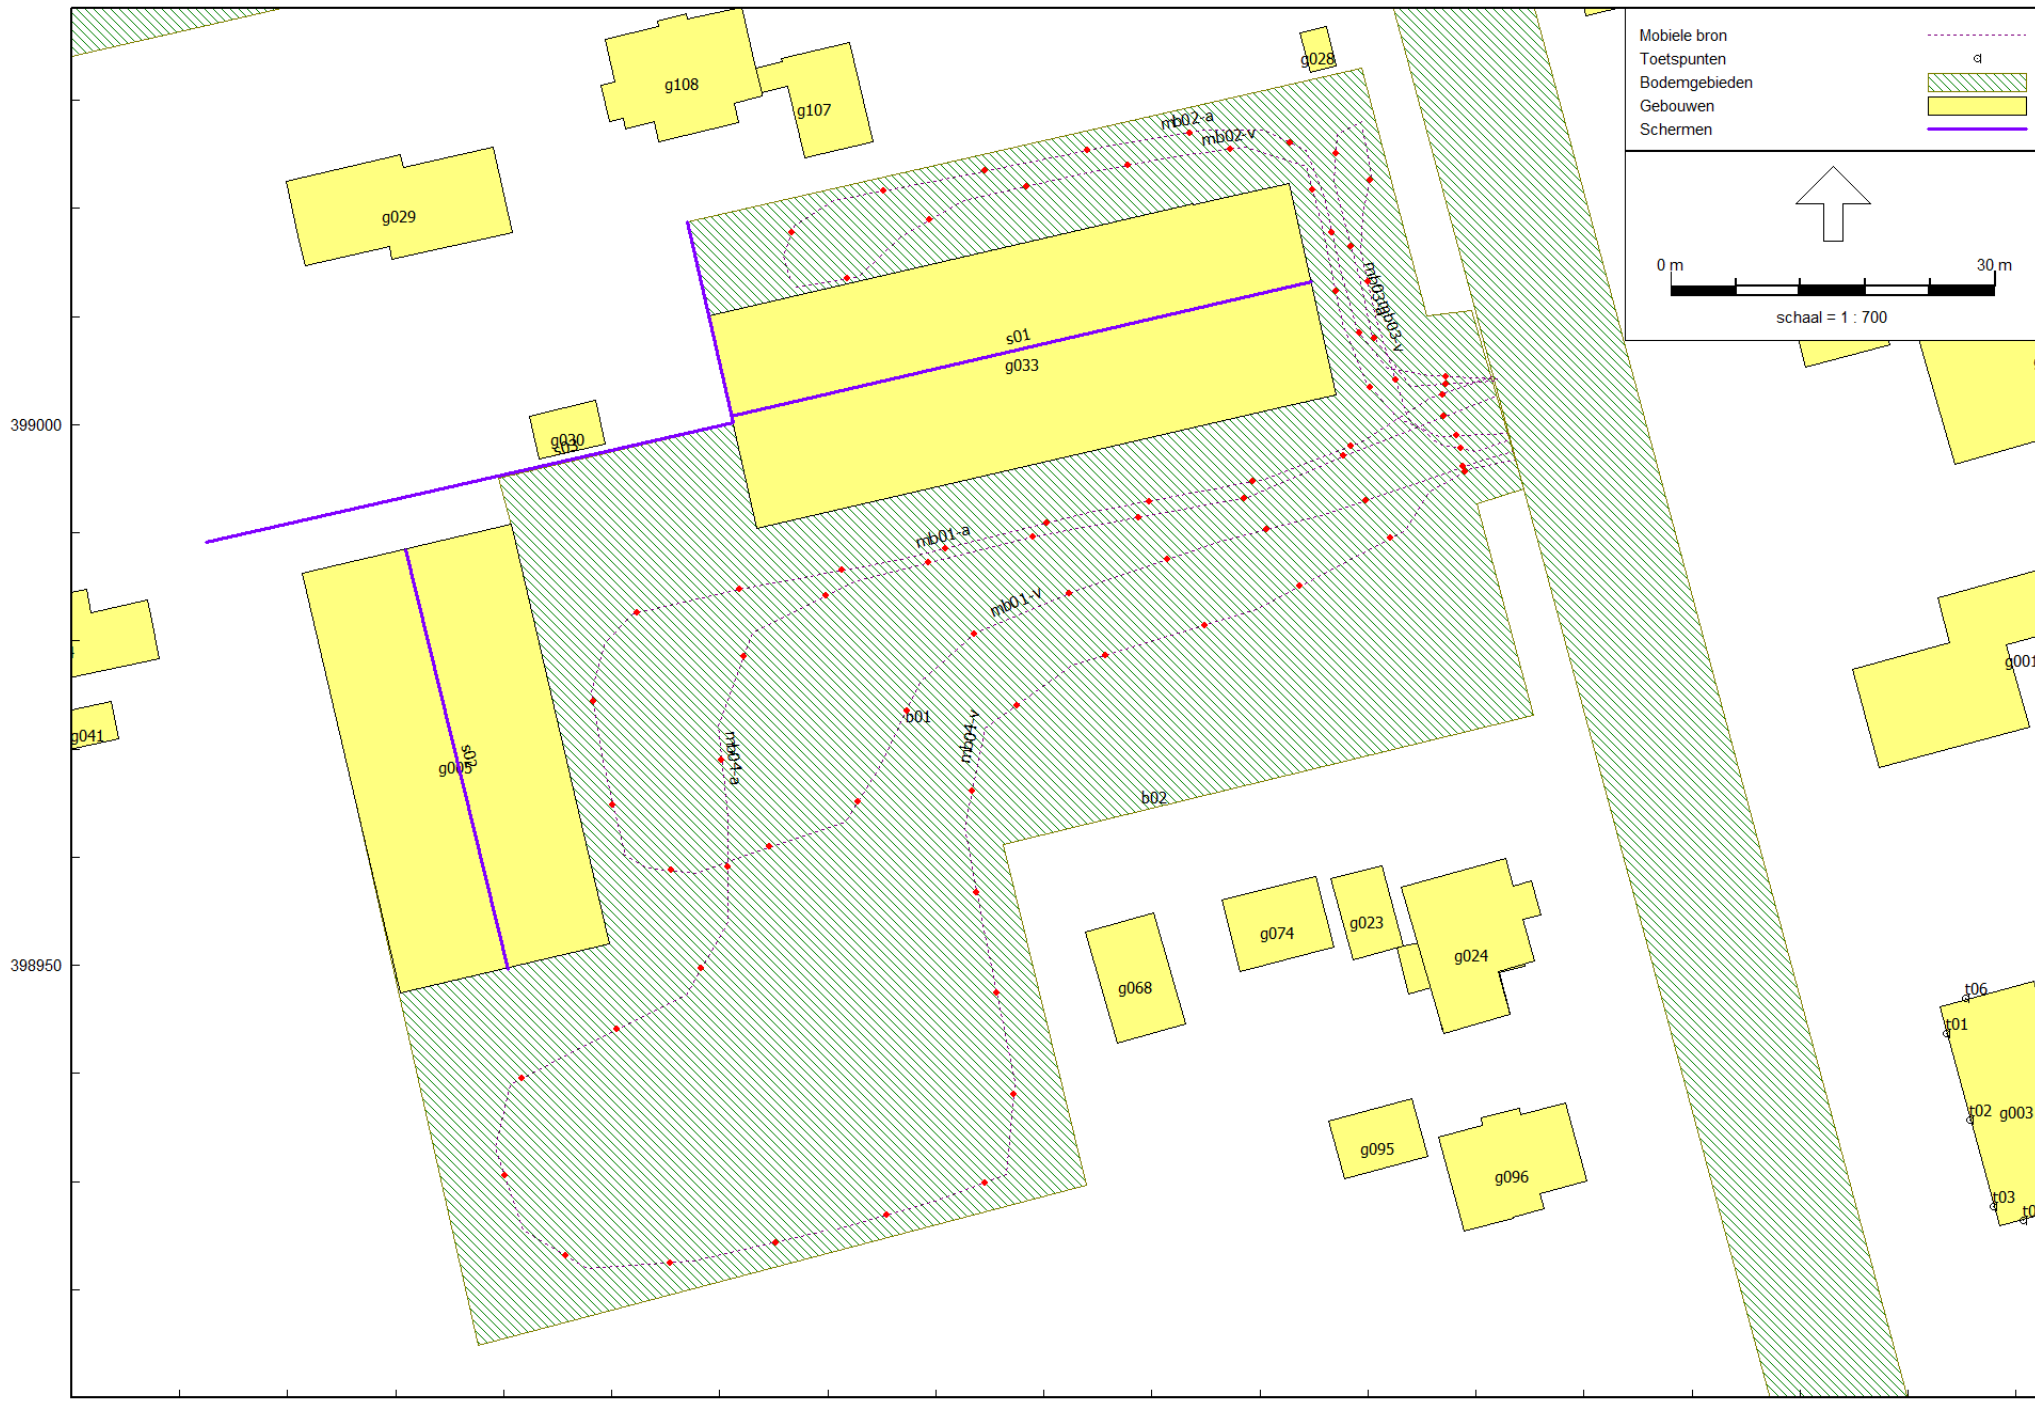 Mobiele bron
Toetspunten
Bodemgebieden
Gebouwen
Schermen
0 m
30 m
schaal = 1 : 700
399000
398950
g108
g107
g028
g029
mb02-a
mb02-v
mb03-v
s01
g033
g030
s03
mb01-a
mb01-v
g001
b01
mb04-v
mb04-a
g041
s02
g005
b02
g074
g023
g024
g068
t06
t01
t02
g003
g095
g096
t03